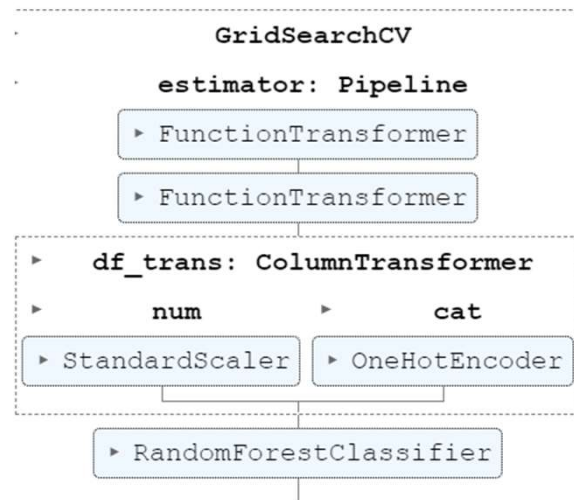 GridSearchCV
estimator: Pipeline
FunctionTransformer
FunctionTransformer
df_trans: ColumnTransformer
num cat
StandardScaler OneHotEncoder
RandomForestClassifier